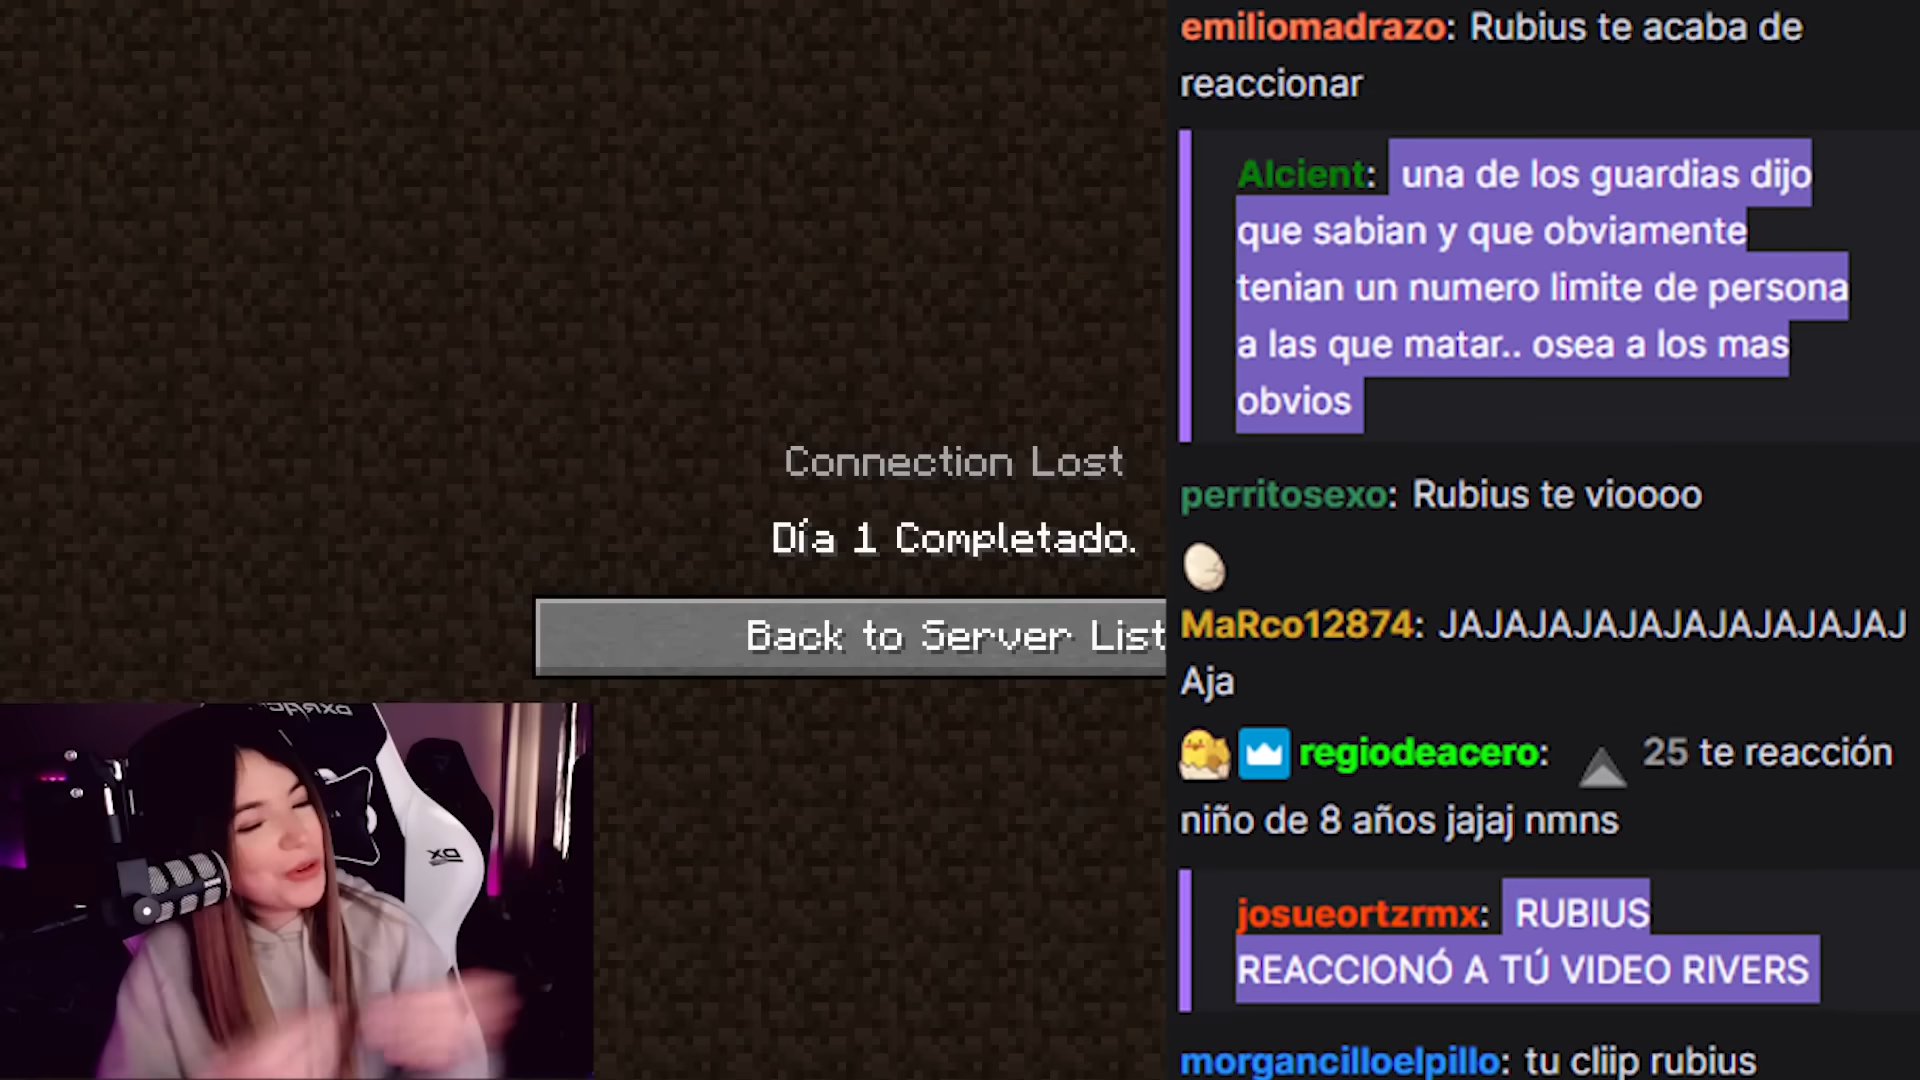 Connection Lost
Día 1 Completado.
Back to Server List
DX
emiliomadrazo: Rubius te acaba de
reaccionar
Alcient: una de los guardias dijo
que sabian y que obviamente
tenian un numero limite de persona
a las que matar.. osea a los mas
obvios
perritosexo: Rubius te vioooo
MaRco12874: JAJAJAJAJAJAJAJAJAJAJ
Aja
regiodeacero: 25 te reacción
niño de 8 años jajaj nmns
josueortzrmx: RUBIUS
REACCIONÓ A TÚ VIDEO RIVERS
morgancilloelpillo: tu cliip rubius